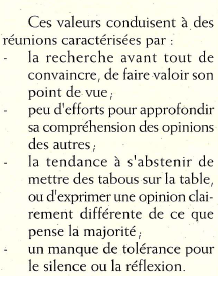 Ces valeurs conduisent à des
réunions caractérisées par :
- la recherche avant tout de
convaincre, de faire valoir son
point de vue ;
- peu d'efforts pour approfondir
sa compréhension des opinions
des autres ;
- la tendance à s'abstenir de
mettre des tabous sur la table,
ou d'exprimer une opinion clai-
rement différente de ce que
pense la majorité ;
- un manque de tolérance pour
le silence ou la réflexion.